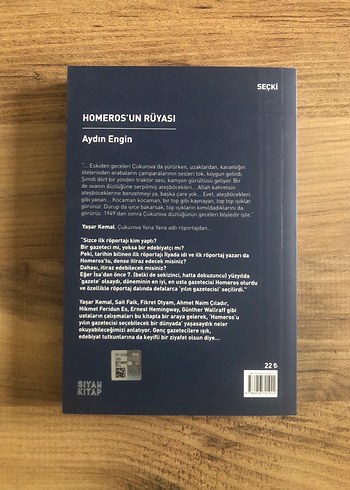 SEÇKİ
HOMEROS'UN RÜYASI
Aydın Engin
"... Eskiden geceleri Çukurova'da yürürken, uzaklardan, karanlığın
ötelerinden arabaların çamparalarının sesleri tok, koygun gelirdi.
Şimdi dört bir yönden traktör sesi, kamyon gürültüsü geliyor. Bir
de ovanın düzlüğüne serpilmiş ateşböcekleri... Allah kahretsin
ateşböceklerine benzetmeyi ya, başka çare yok... Evet, ateşböcekleri
gibi yanan... Kocaman kocaman, bir top gibi kaynaşan, top top ışıklar
görünür. Durup da iyice bakarsak, top ışıkların kımıldadıklarını da
görürüz. 1949'dan sonra Çukurova düzlüğünün geceleri böyledir işte."
Yaşar Kemal, Çukurova Yana Yana adlı röportajdan...
"Sizce ilk röportajı kim yaptı?
Bir gazeteci mi, yoksa bir edebiyatçı mı?
Peki, tarihin bilinen ilk röportajı İlyada idi ve ilk röportaj yazarı da
Homeros'tu, dense itiraz edecek misiniz?
Dahası, itiraz edebilecek misiniz?
Eğer İsa'dan önce 7. (belki de sekizinci, hatta dokuzuncu) yüzyılda
'gazete' olsaydı, döneminin en iyi, en usta gazetecisi Homeros olurdu
ve özellikle röportaj dalında defalarca 'yılın gazetecisi' seçilirdi."
Yaşar Kemal, Sait Faik, Fikret Otyam, Ahmet Naim Çıladır,
Hikmet Feridun Es, Ernest Hemingway, Günther Wallraff gibi
ustaların çalışmaları bu kitapta bir araya gelerek, 'Homeros'u
yılın gazetecisi seçebilecek bir dünyada' yaşasaydık neler
okuyabileceğimizi anlatıyor. Genç gazetecilere ışık,
edebiyat tutkunlarına da keyifli bir ziyafet olsun diye...
22 ₺
SİYAH
KİTAP